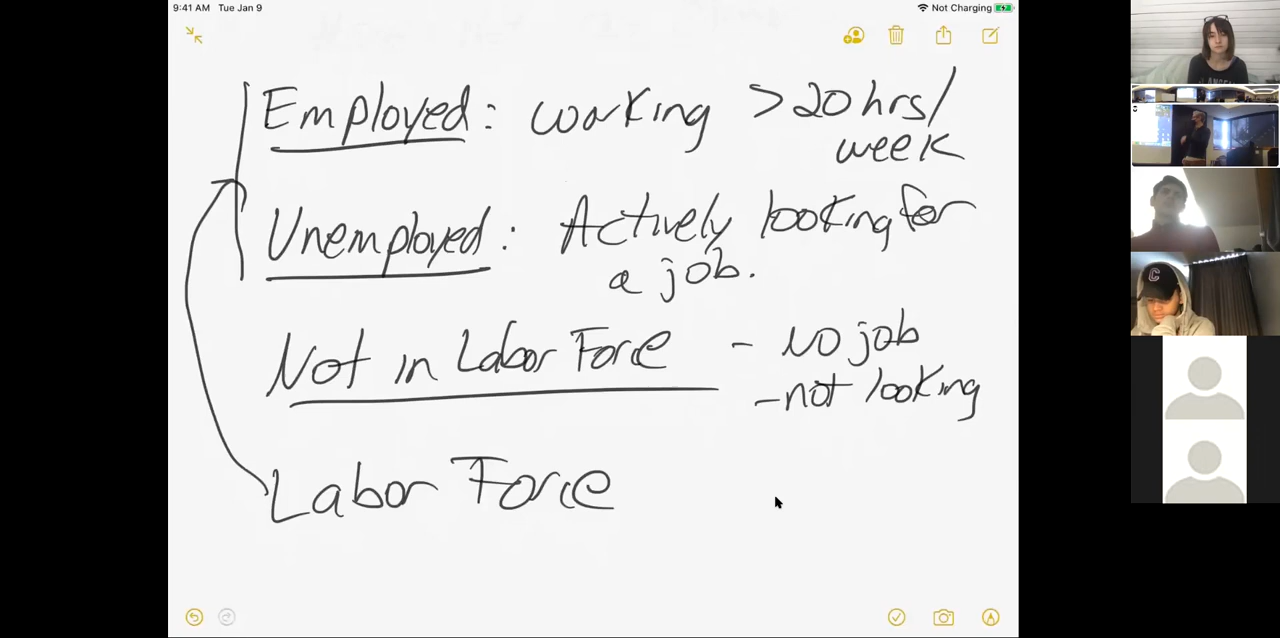 9:41 AM Tue Jan 9
Not Charging
Employed: working >20 hrs/
week
Unemployed: Actively looking for
a job.
Not in Labor Force - No job
- not looking
Labor Force
C